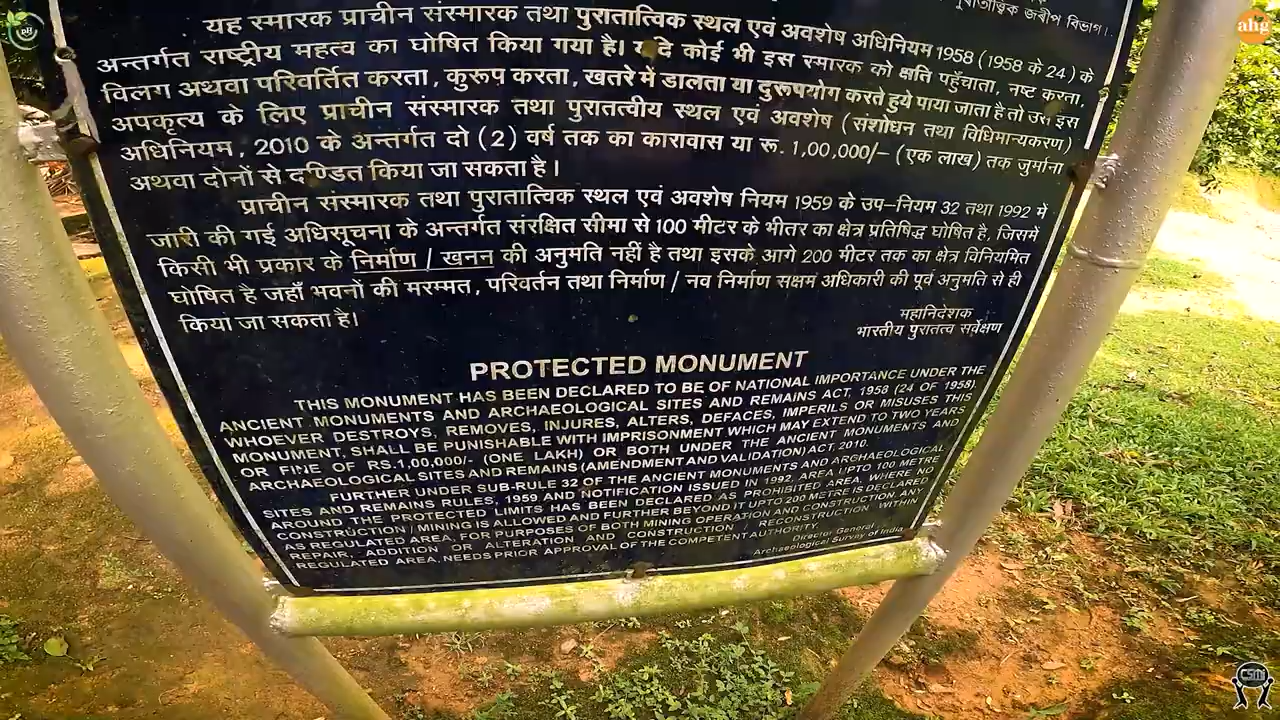 পুরাতাত্ত্বিক জরীপ বিভাগ।
यह स्मारक प्राचीन संस्मारक तथा पुरातात्विक स्थल एवं अवशेष अधिनियम 1958 (1958 के 24) के
अन्तर्गत राष्ट्रीय महत्व का घोषित किया गया है। यदि कोई भी इस स्मारक को क्षति पहुँचाता, नष्ट करता,
विलग अथवा परिवर्तित करता, कुरूप करता, खतरे में डालता या दुरूपयोग करते हुये पाया जाता है तो उसे इस
अपकृत्य के लिए प्राचीन संस्मारक तथा पुरातत्वीय स्थल एवं अवशेष (संशोधन तथा विधिमान्यकरण)
अधिनियम, 2010 के अन्तर्गत दो (2) वर्ष तक का कारावास या रू. 1,00,000/- (एक लाख) तक जुर्माना
अथवा दोनों से दण्डित किया जा सकता है।
प्राचीन संस्मारक तथा पुरातात्विक स्थल एवं अवशेष नियम 1959 के उप-नियम 32 तथा 1992 में
जारी की गई अधिसूचना के अन्तर्गत संरक्षित सीमा से 100 मीटर के भीतर का क्षेत्र प्रतिषिद्ध घोषित है, जिसमें
किसी भी प्रकार के निर्माण / खनन की अनुमति नहीं है तथा इसके आगे 200 मीटर तक का क्षेत्र विनियमित
घोषित है जहाँ भवनों की मरम्मत, परिवर्तन तथा निर्माण / नव निर्माण सक्षम अधिकारी की पूर्व अनुमति से ही
किया जा सकता है।
महानिदेशक
भारतीय पुरातत्व सर्वेक्षण
PROTECTED MONUMENT
THIS MONUMENT HAS BEEN DECLARED TO BE OF NATIONAL IMPORTANCE UNDER THE
ANCIENT MONUMENTS AND ARCHAEOLOGICAL SITES AND REMAINS ACT, 1958 (24 OF 1958).
WHOEVER DESTROYS, REMOVES, INJURES, ALTERS, DEFACES, IMPERILS OR MISUSES THIS
MONUMENT, SHALL BE PUNISHABLE WITH IMPRISONMENT WHICH MAY EXTEND TO TWO YEARS
OR FINE OF RS.1,00,000/- (ONE LAKH) OR BOTH UNDER THE ANCIENT MONUMENTS AND
ARCHAEOLOGICAL SITES AND REMAINS (AMENDMENT AND VALIDATION) ACT, 2010.
FURTHER UNDER SUB-RULE 32 OF THE ANCIENT MONUMENTS AND ARCHAEOLOGICAL
SITES AND REMAINS RULES, 1959 AND NOTIFICATION ISSUED IN 1992, AREA UPTO 100 METRE
AROUND THE PROTECTED LIMITS HAS BEEN DECLARED AS PROHIBITED AREA, WHERE NO
CONSTRUCTION / MINING IS ALLOWED AND FURTHER BEYOND IT UPTO 200 METRE IS DECLARED
AS REGULATED AREA, FOR PURPOSES OF BOTH MINING OPERATION AND CONSTRUCTION. ANY
REPAIR, ADDITION OR ALTERATION AND CONSTRUCTION / RECONSTRUCTION WITHIN
REGULATED AREA, NEEDS PRIOR APPROVAL OF THE COMPETENT AUTHORITY.
Director General
Archaeological Survey of India
ahg
CSMI